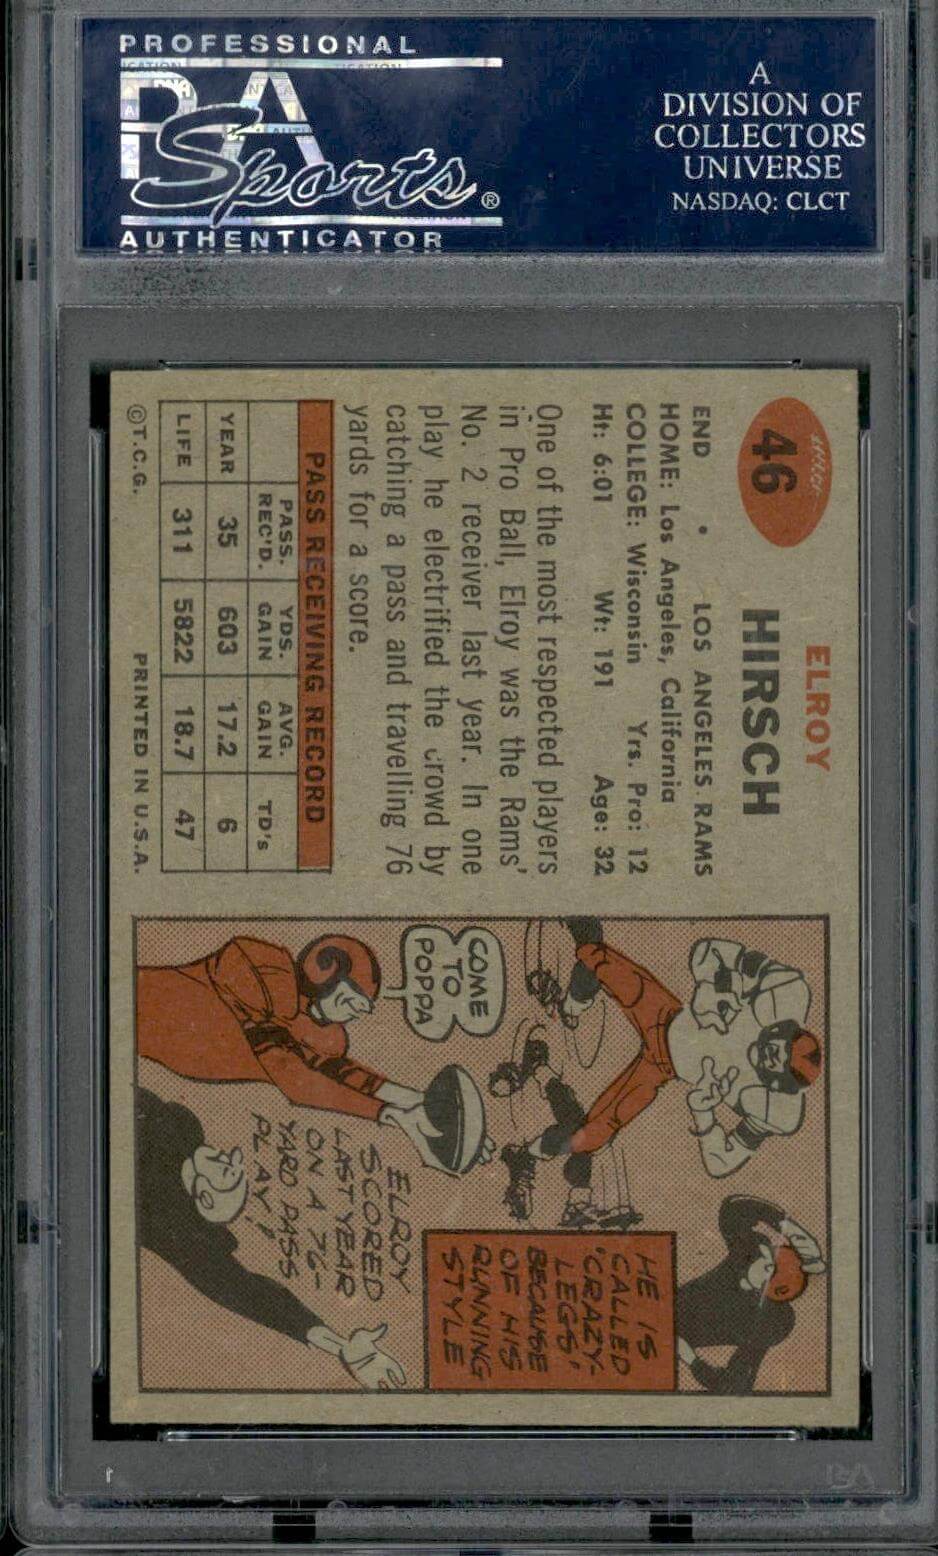 PROFESSIONAL
PSA
Sports®
AUTHENTICATOR
A
DIVISION OF
COLLECTORS
UNIVERSE
NASDAQ: CLCT
46
ELROY
HIRSCH
END • LOS ANGELES RAMS
HOME: Los Angeles, California
COLLEGE: Wisconsin Yrs. Pro: 12
Ht: 6:01 Wt: 191 Age: 32
One of the most respected players
in Pro Ball, Elroy was the Rams'
No. 2 receiver last year. In one
play he electrified the crowd by
catching a pass and travelling 76
yards for a score.
PASS RECEIVING RECORD
PASS. REC'D. YDS. GAIN AVG. GAIN TD's
YEAR 35 603 17.2 6
LIFE 311 5822 18.7 47
©T.C.G. PRINTED IN U.S.A.
HE IS
CALLED
"CRAZY-
LEGS",
BECAUSE
OF HIS
RUNNING
STYLE
COME
TO
POPPA
ELROY
SCORED
LAST YEAR
ON A 76-
YARD PASS
PLAY!